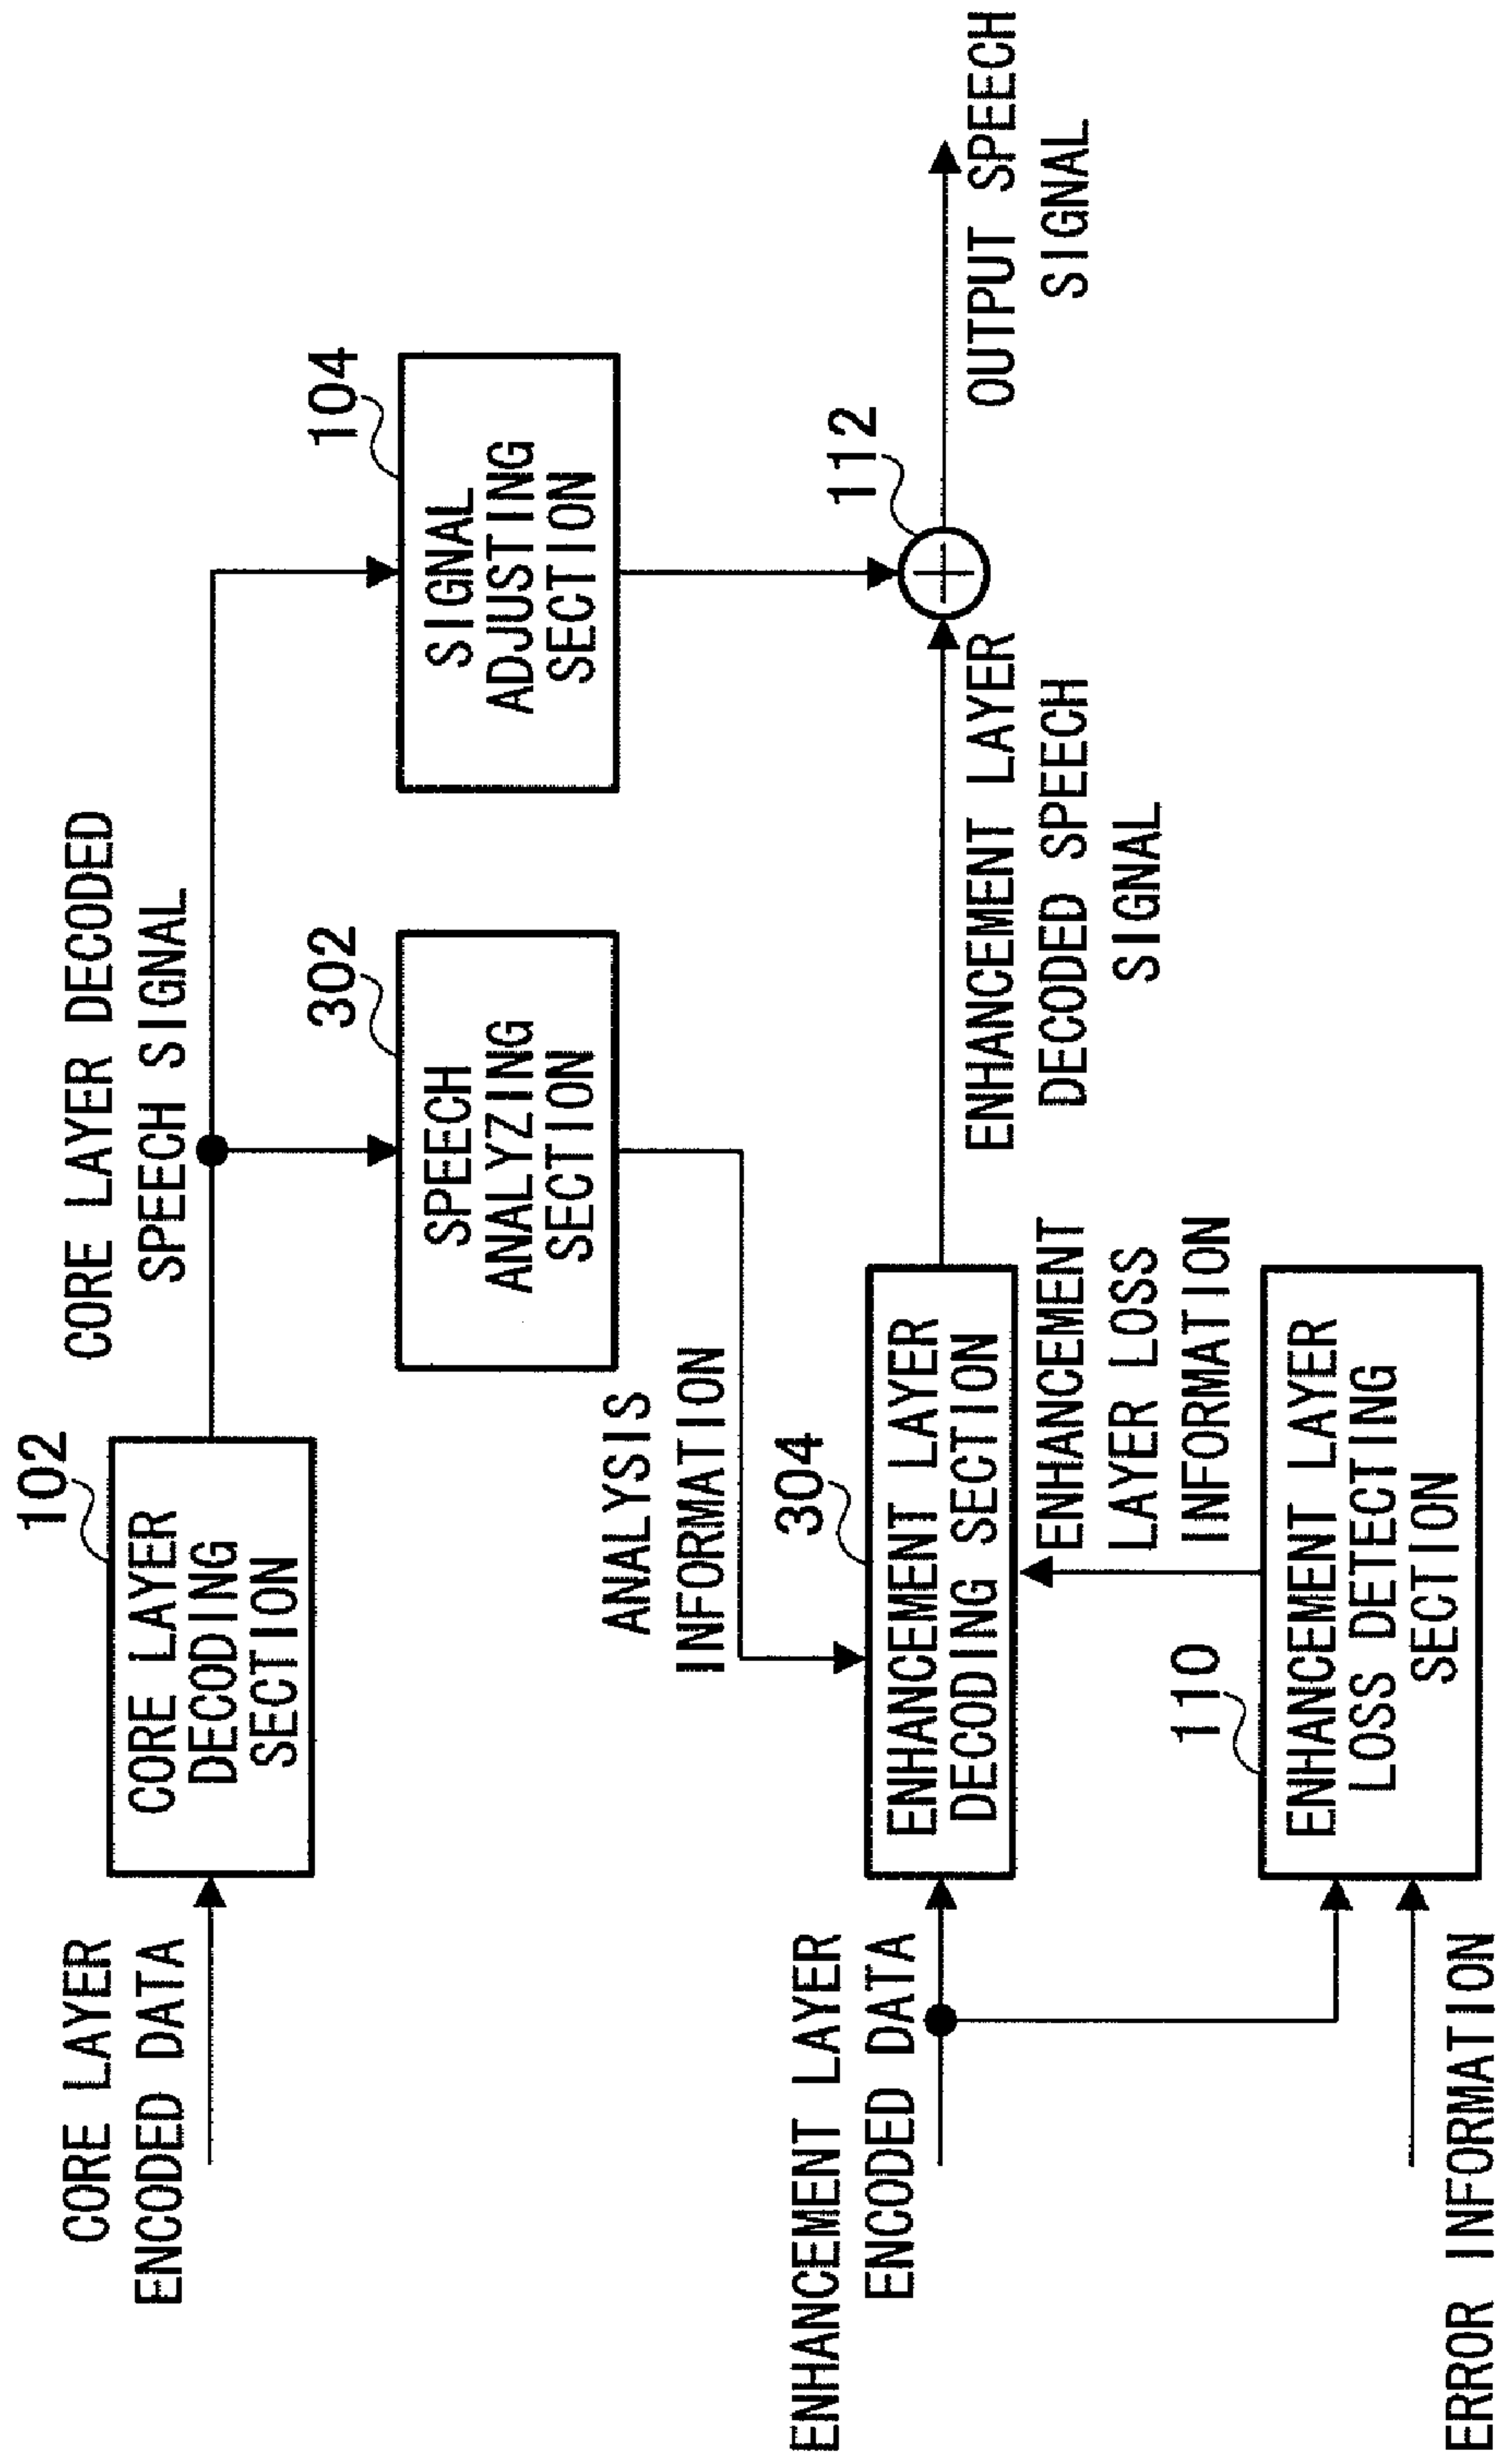 CORE LAYER
ENCODED DATA
102
CORE LAYER
DECODING
SECTION
CORE LAYER DECODED
SPEECH SIGNAL
302
SPEECH
ANALYZING
SECTION
104
SIGNAL
ADJUSTING
SECTION
ANALYSIS
INFORMATION
ENHANCEMENT LAYER
ENCODED DATA
304
ENHANCEMENT LAYER
DECODING SECTION
ENHANCEMENT LAYER
DECODED SPEECH
SIGNAL
112
OUTPUT SPEECH
SIGNAL
ENHANCEMENT
LAYER LOSS
INFORMATION
110
ENHANCEMENT LAYER
LOSS DETECTING
SECTION
ERROR INFORMATION